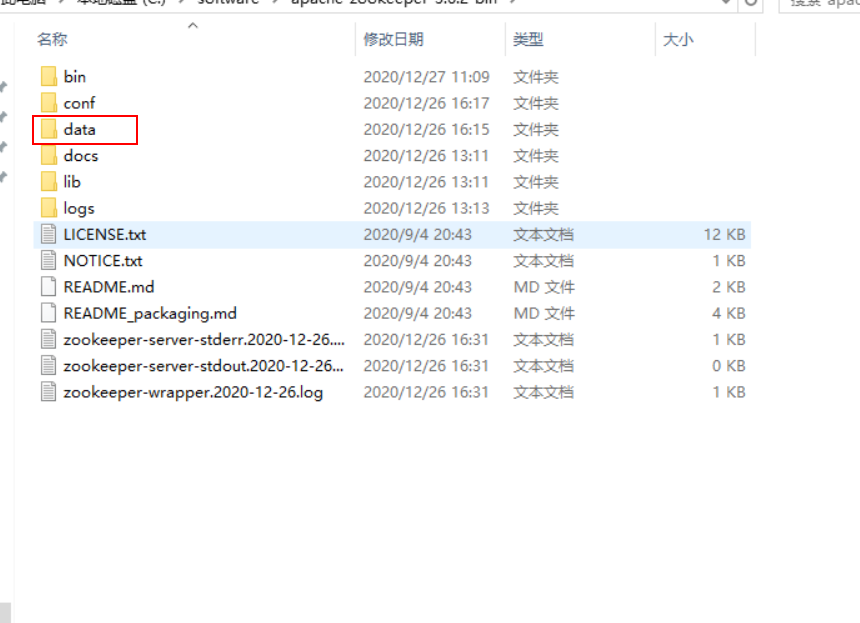 此电脑 > 本地磁盘 (C:) > software > apache-zookeeper-3.6.2-bin >
名称 修改日期 类型 大小
bin 2020/12/27 11:09 文件夹
conf 2020/12/26 16:17 文件夹
data 2020/12/26 16:15 文件夹
docs 2020/12/26 13:11 文件夹
lib 2020/12/26 13:11 文件夹
logs 2020/12/26 13:13 文件夹
LICENSE.txt 2020/9/4 20:43 文本文档 12 KB
NOTICE.txt 2020/9/4 20:43 文本文档 1 KB
README.md 2020/9/4 20:43 MD 文件 2 KB
README_packaging.md 2020/9/4 20:43 MD 文件 4 KB
zookeeper-server-stderr.2020-12-26.... 2020/12/26 16:31 文本文档 1 KB
zookeeper-server-stdout.2020-12-26... 2020/12/26 16:31 文本文档 0 KB
zookeeper-wrapper.2020-12-26.log 2020/12/26 16:31 文本文档 1 KB